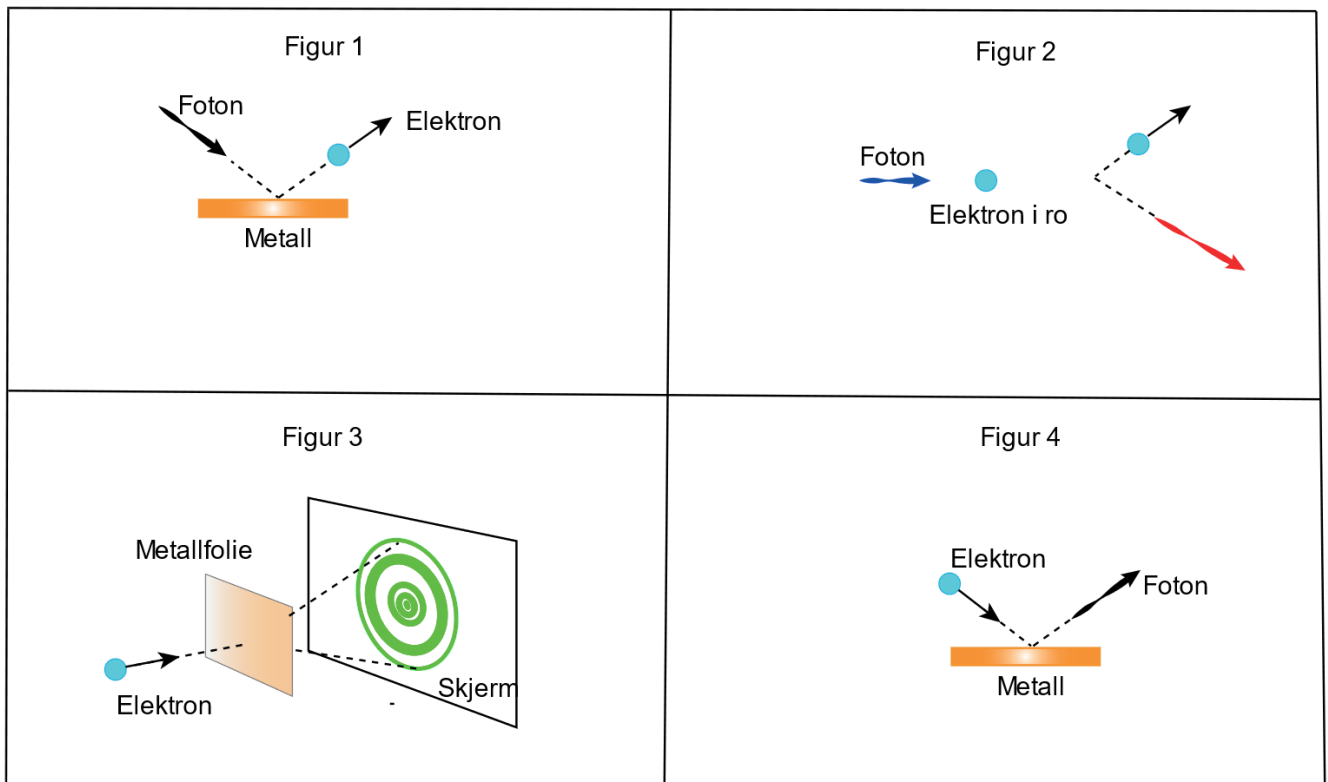 Figur 1
Foton
Elektron
Metall
Figur 2
Foton
Elektron i ro
Figur 3
Metallfolie
Elektron
Skjerm
Figur 4
Elektron
Foton
Metall